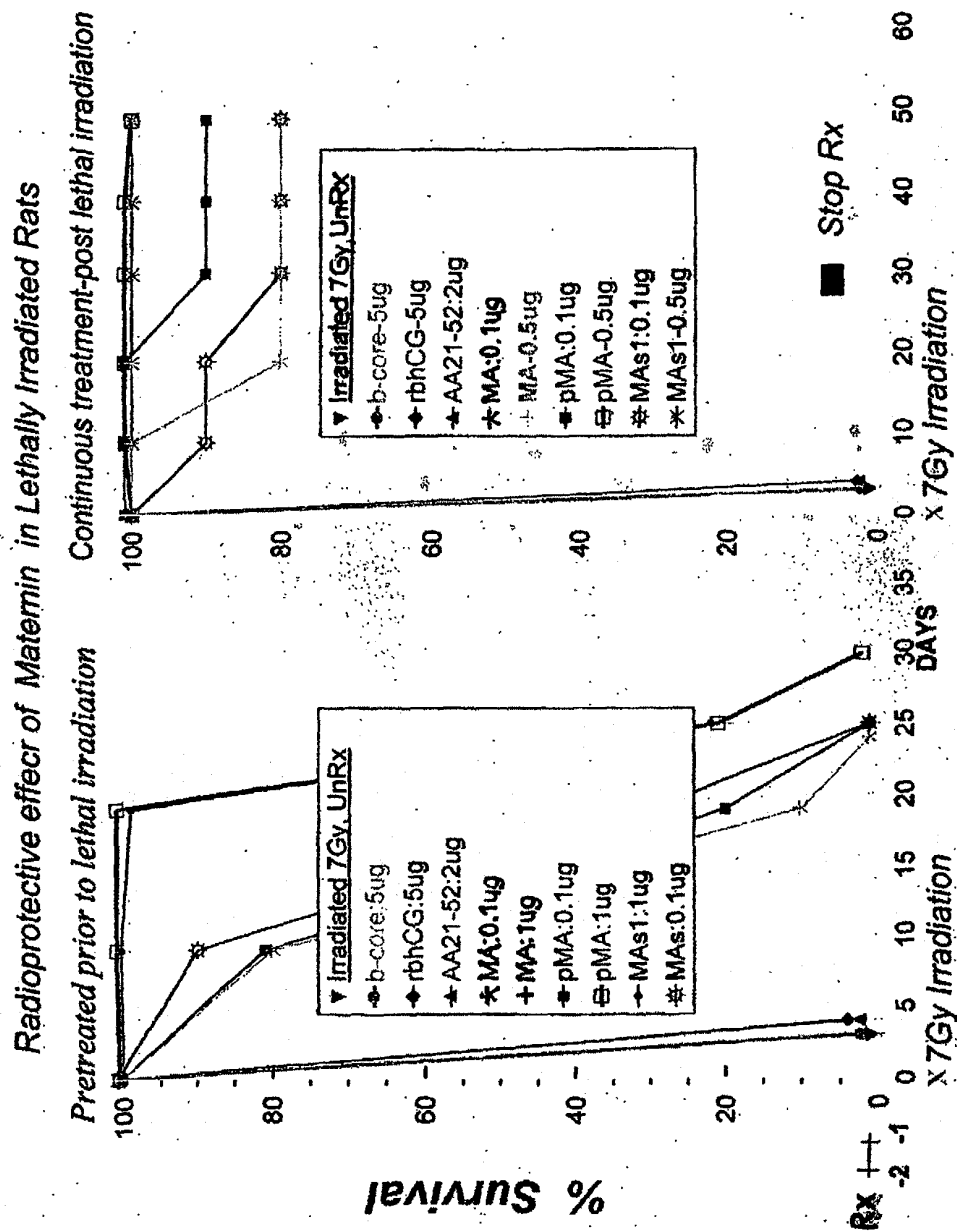 Radioprotective effecr of Maternin in Lethally Irradiated Rats
Pretreated prior to lethal irradiation
% Survival
100
80
60
40
20
0
▼ Irradiated 7Gy, UnRx
b-core:5ug
rbhCG:5ug
AA21-52:2ug
MA:0.1ug
MA:1ug
pMA:0.1ug
pMA:1ug
MAs1:1ug
MAs:0.1ug
Rx
-2 -1 0 5 10 15 20 25 30 35
X 7Gy Irradiation
DAYS
Continuous treatment-post lethal irradiation
100
80
60
40
20
0
▼ Irradiated 7Gy, UnRx
b-core-5ug
rbhCG-5ug
AA21-52:2ug
MA:0.1ug
MA-0.5ug
pMA:0.1ug
pMA-0.5ug
MAs1:0.1ug
MAs1-0.5ug
■ Stop Rx
0 10 20 30 40 50 60
X 7Gy Irradiation